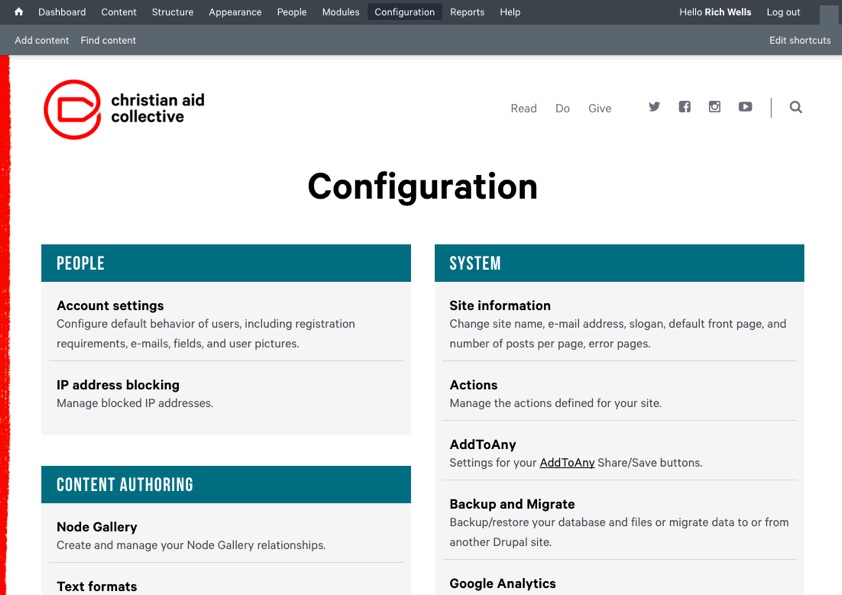 Dashboard Content Structure Appearance People Modules Configuration Reports Help Hello Rich Wells Log out
Add content Find content Edit shortcuts
christian aid
collective
Read Do Give
Configuration
PEOPLE
Account settings
Configure default behavior of users, including registration
requirements, e-mails, fields, and user pictures.
IP address blocking
Manage blocked IP addresses.
CONTENT AUTHORING
Node Gallery
Create and manage your Node Gallery relationships.
Text formats
SYSTEM
Site information
Change site name, e-mail address, slogan, default front page, and
number of posts per page, error pages.
Actions
Manage the actions defined for your site.
AddToAny
Settings for your AddToAny Share/Save buttons.
Backup and Migrate
Backup/restore your database and files or migrate data to or from
another Drupal site.
Google Analytics